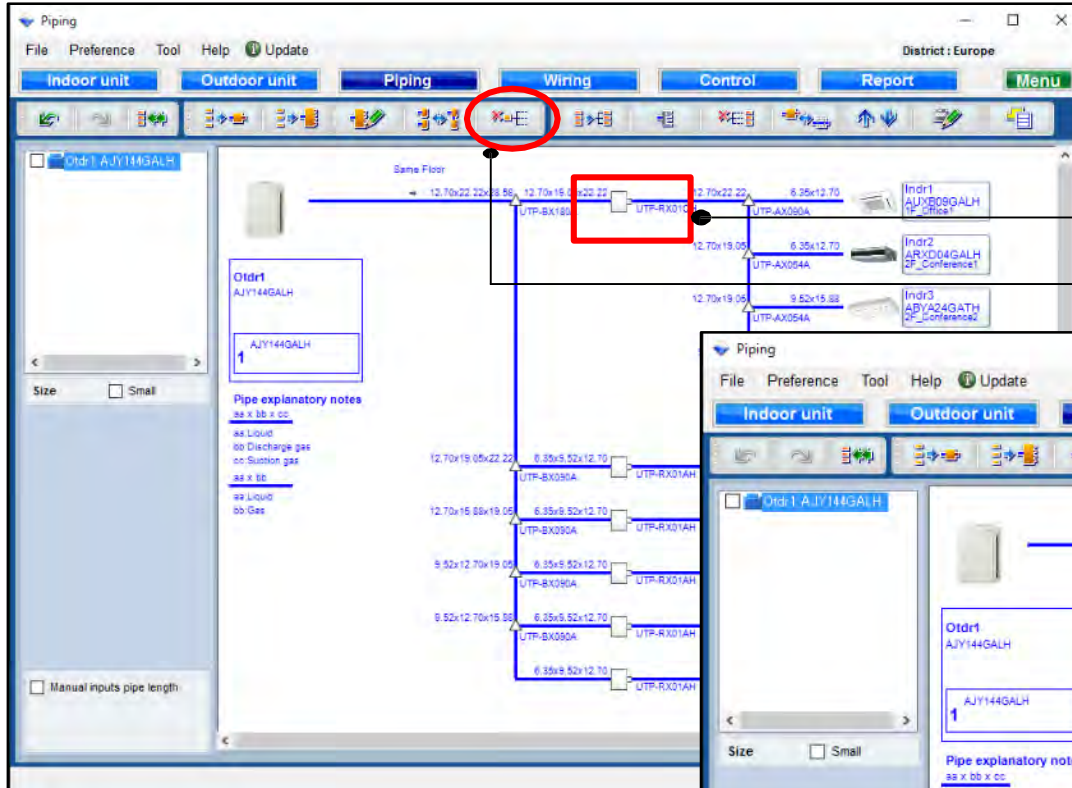 Piping
File Preference Tool Help Update
District : Europe
Indoor unit Outdoor unit Piping Wiring Control Report Menu
Otdr1 AJY144GALH
Same Floor
12.70x22.22x28.58 12.70x19.05x22.22 12.70x22.22 6.35x12.70
UTP-BX180A UTP-RX01CH UTP-AX090A
Indr1
AUXB09GALH
1F_Office1
12.70x19.05 6.35x12.70
UTP-AX054A
Indr2
ARXD04GALH
2F_Conference1
12.70x19.05 9.52x15.88
UTP-AX054A
Indr3
ABYA24GATH
2F_Conference2
Otdr1
AJY144GALH
AJY144GALH
1
Size Small
Pipe explanatory notes
aa x bb x cc
aa:Liquid
bb:Discharge gas
cc:Suction gas
aa x bb
aa:Liquid
bb:Gas
12.70x19.05x22.22 6.35x9.52x12.70
UTP-BX090A UTP-RX01AH
12.70x15.88x19.05 6.35x9.52x12.70
UTP-BX090A UTP-RX01AH
9.52x12.70x19.05 6.35x9.52x12.70
UTP-BX090A UTP-RX01AH
9.52x12.70x15.88 6.35x9.52x12.70
UTP-BX090A UTP-RX01AH
6.35x9.52x12.70
UTP-RX01AH
Manual inputs pipe length
Piping
File Preference Tool Help Update
Indoor unit Outdoor unit
Otdr1 AJY144GALH
Otdr1
AJY144GALH
AJY144GALH
1
Size Small
Pipe explanatory not
aa x bb x cc